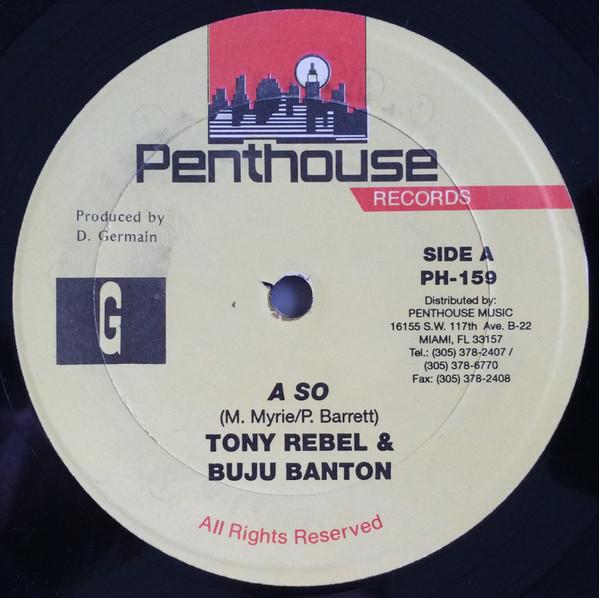 Penthouse
RECORDS
Produced by
D. Germain
G
SIDE A
PH-159
Distributed by:
PENTHOUSE MUSIC
16155 S.W. 117th Ave. B-22
MIAMI, FL 33157
Tel.: (305) 378-2407 /
(305) 378-6770
Fax: (305) 378-2408
A SO
(M. Myrie/P. Barrett)
TONY REBEL &
BUJU BANTON
All Rights Reserved